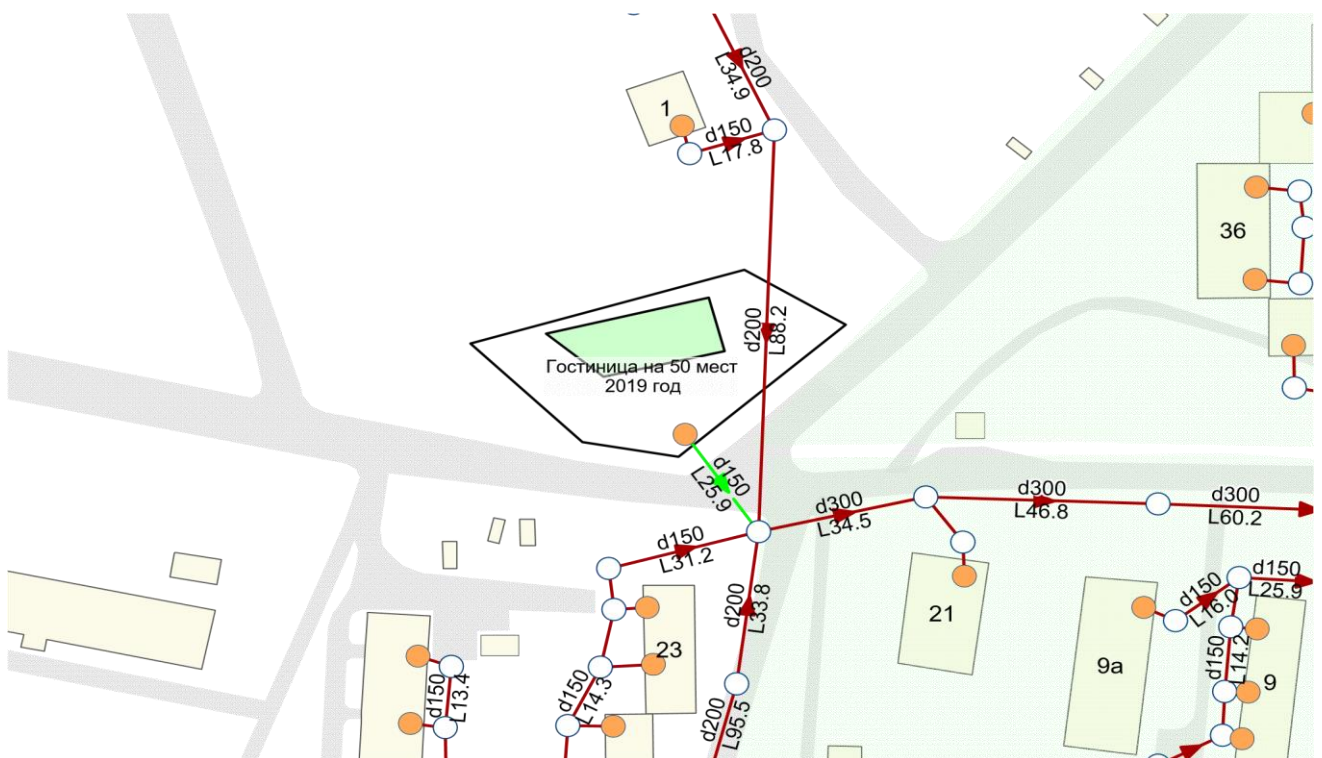 d200
L34.9
1
d150
L17.8
36
d200
L88.2
Гостиница на 50 мест
2019 год
d150
L25.9
d300
L34.5
d300
L46.8
d300
L60.2
d150
L31.2
d200
L33.8
21
d150
L16.0
d150
L25.9
23
9а
d150
L14.2
9
d150
L13.4
d150
L14.3
d200
L95.5